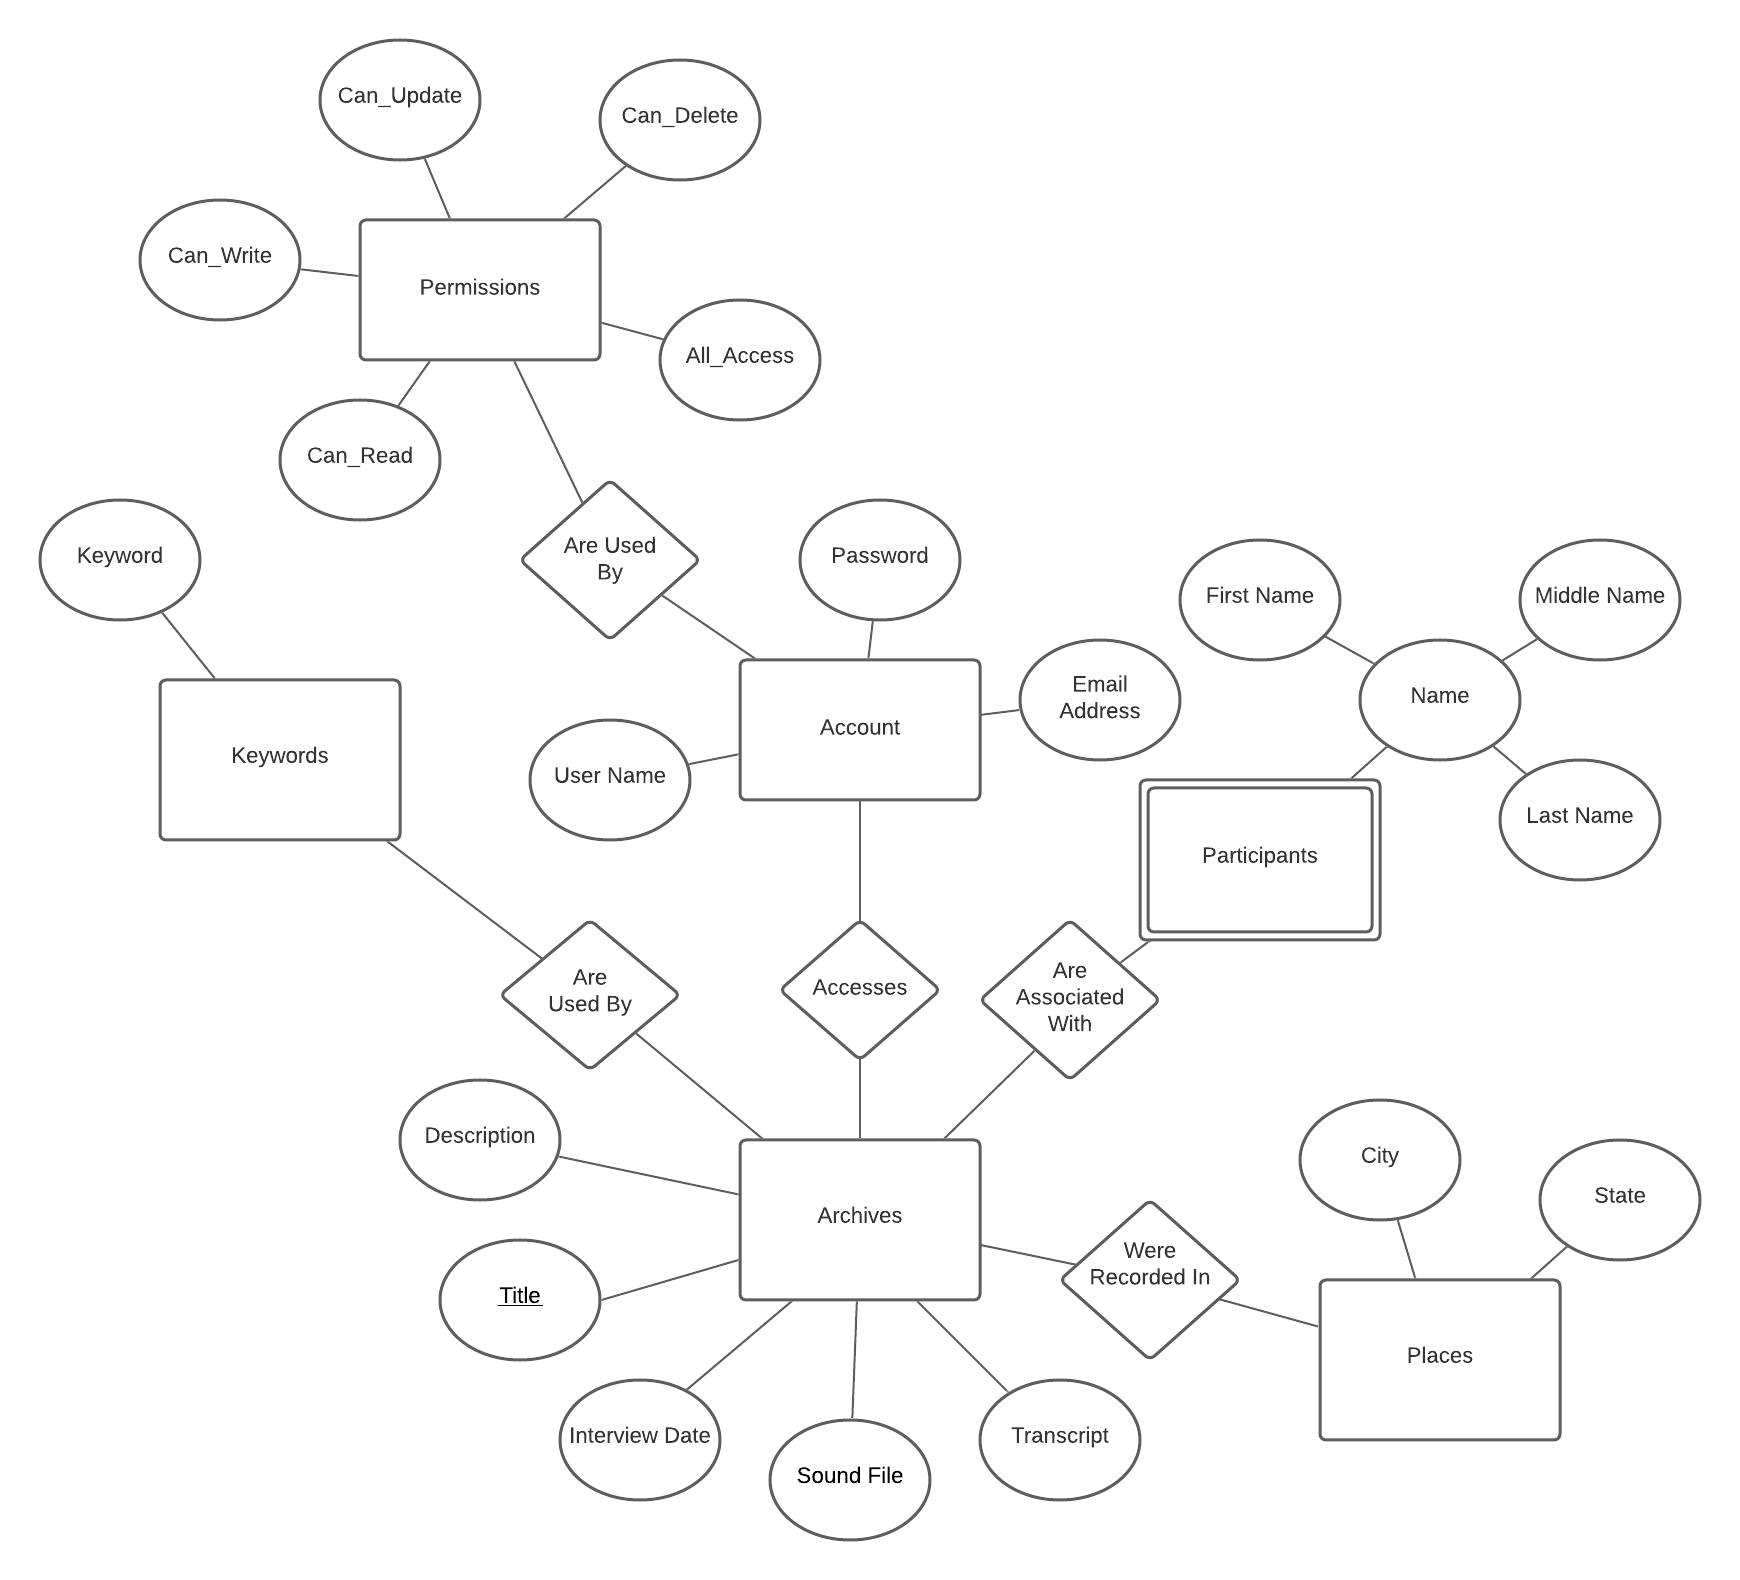 Can_Update
Can_Delete
Can_Write
Permissions
All_Access
Can_Read
Keyword
Are Used
By
Password
First Name
Middle Name
Email
Address
Name
Account
Keywords
User Name
Last Name
Participants
Are
Used By
Accesses
Are
Associated
With
Description
City
State
Archives
Were
Recorded In
Title
Places
Interview Date
Sound File
Transcript